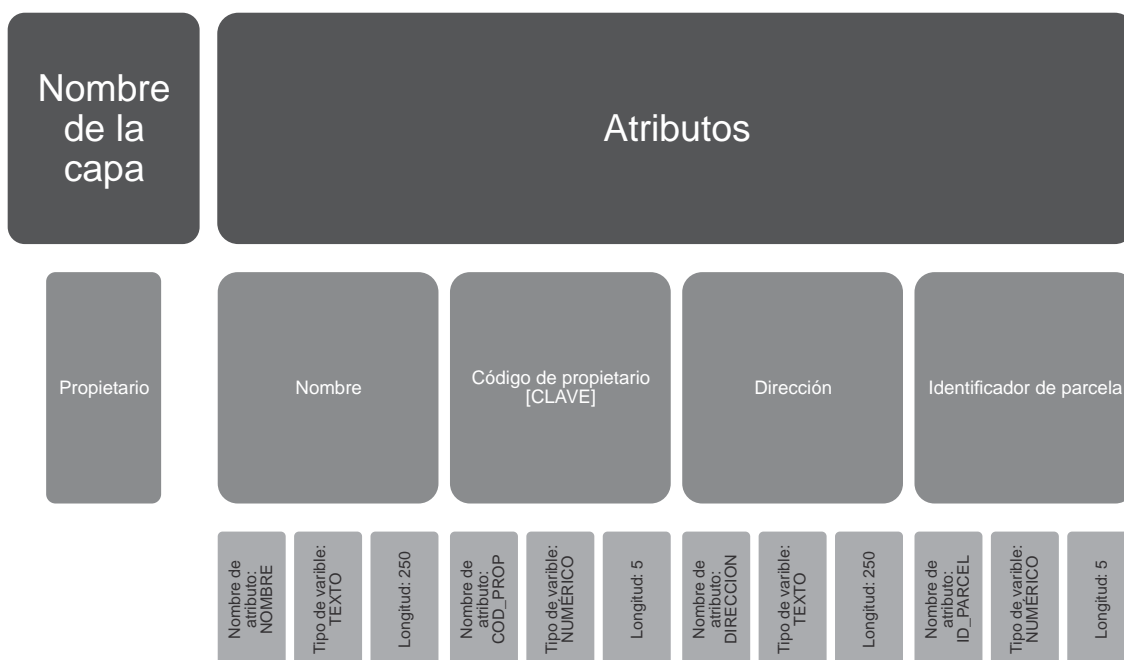 Nombre
de la
capa
Atributos
Propietario
Nombre
Código de propietario
[CLAVE]
Dirección
Identificador de parcela
Nombre de
atributo:
NOMBRE
Tipo de varible:
TEXTO
Longitud: 250
Nombre de
atributo:
COD_PROP
Tipo de varible:
NUMÉRICO
Longitud: 5
Nombre de
atributo:
DIRECCION
Tipo de varible:
TEXTO
Longitud: 250
Nombre de
atributo:
ID_PARCEL
Tipo de varible:
NUMÉRICO
Longitud: 5